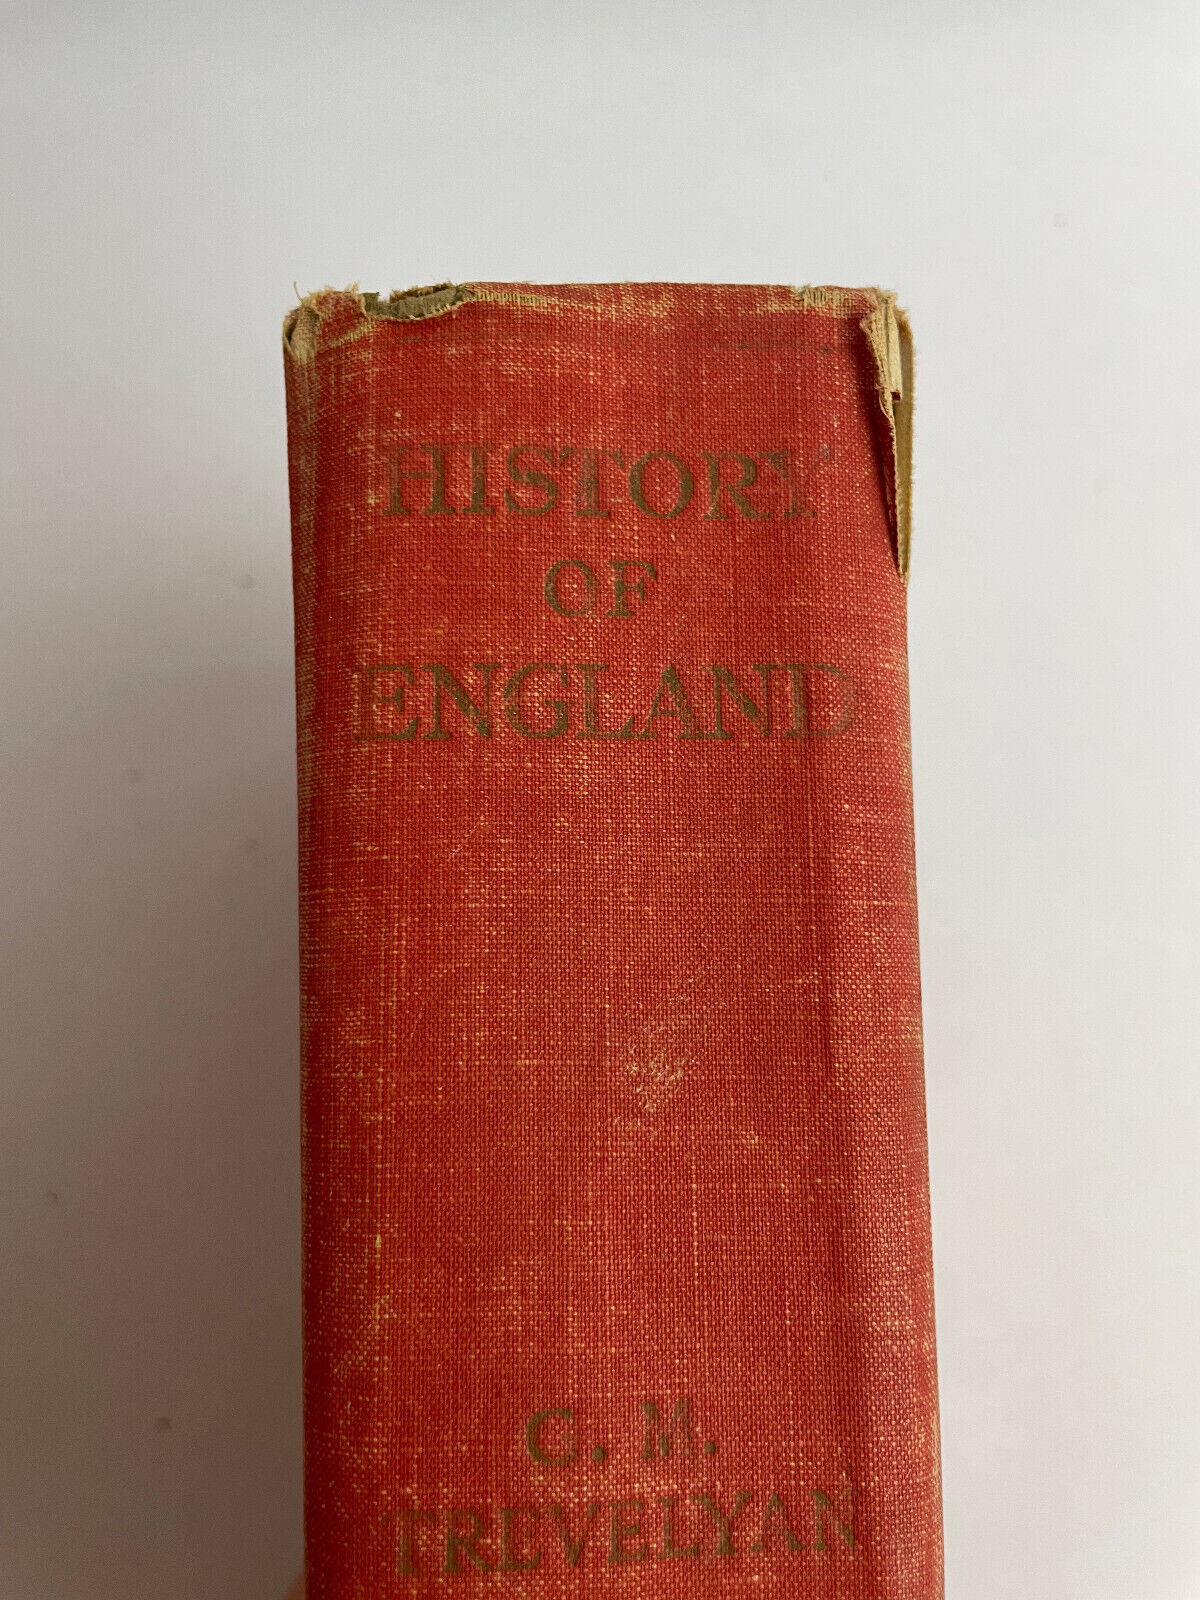 HISTORY
OF
ENGLAND
G. M.
TREVELYAN